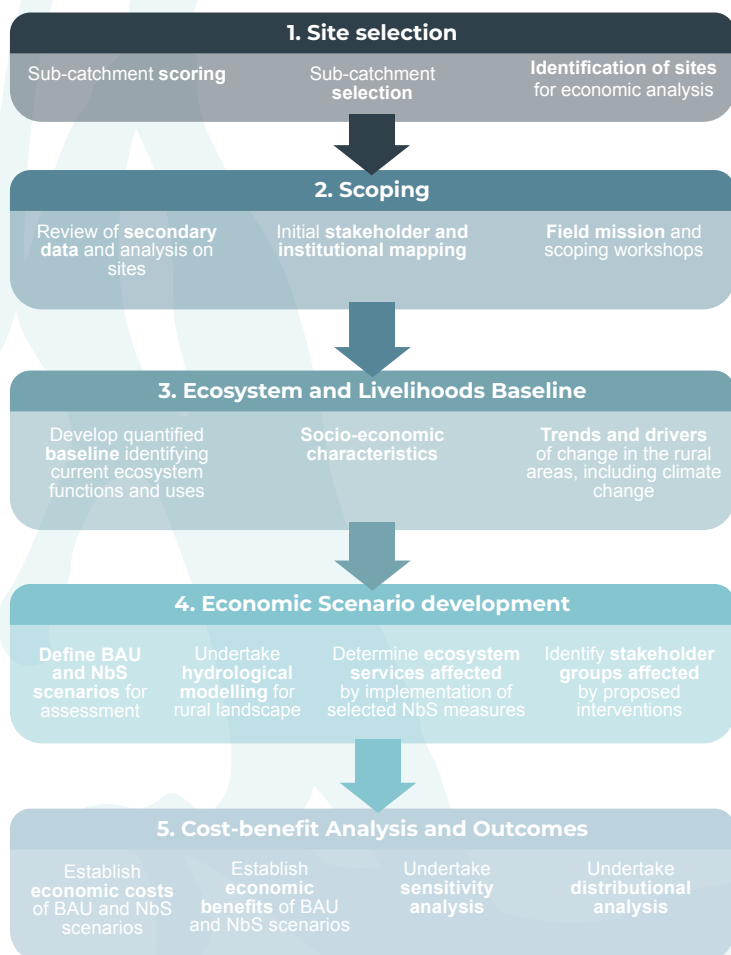 1. Site selection
Sub-catchment scoring
Sub-catchment
selection
Identification of sites
for economic analysis
2. Scoping
Review of secondary
data and analysis on
sites
Initial stakeholder and
institutional mapping
Field mission and
scoping workshops
3. Ecosystem and Livelihoods Baseline
Develop quantified
baseline identifying
current ecosystem
functions and uses
Socio-economic
characteristics
Trends and drivers
of change in the rural
areas, including climate
change
4. Economic Scenario development
Define BAU
and NbS
scenarios for
assessment
Undertake
hydrological
modelling for
rural landscape
Determine ecosystem
services affected
by implementation of
selected NbS measures
Identify stakeholder
groups affected
by proposed
interventions
5. Cost-benefit Analysis and Outcomes
Establish
economic costs
of BAU and NbS
scenarios
Establish
economic
benefits of BAU
and NbS scenarios
Undertake
sensitivity
analysis
Undertake
distributional
analysis